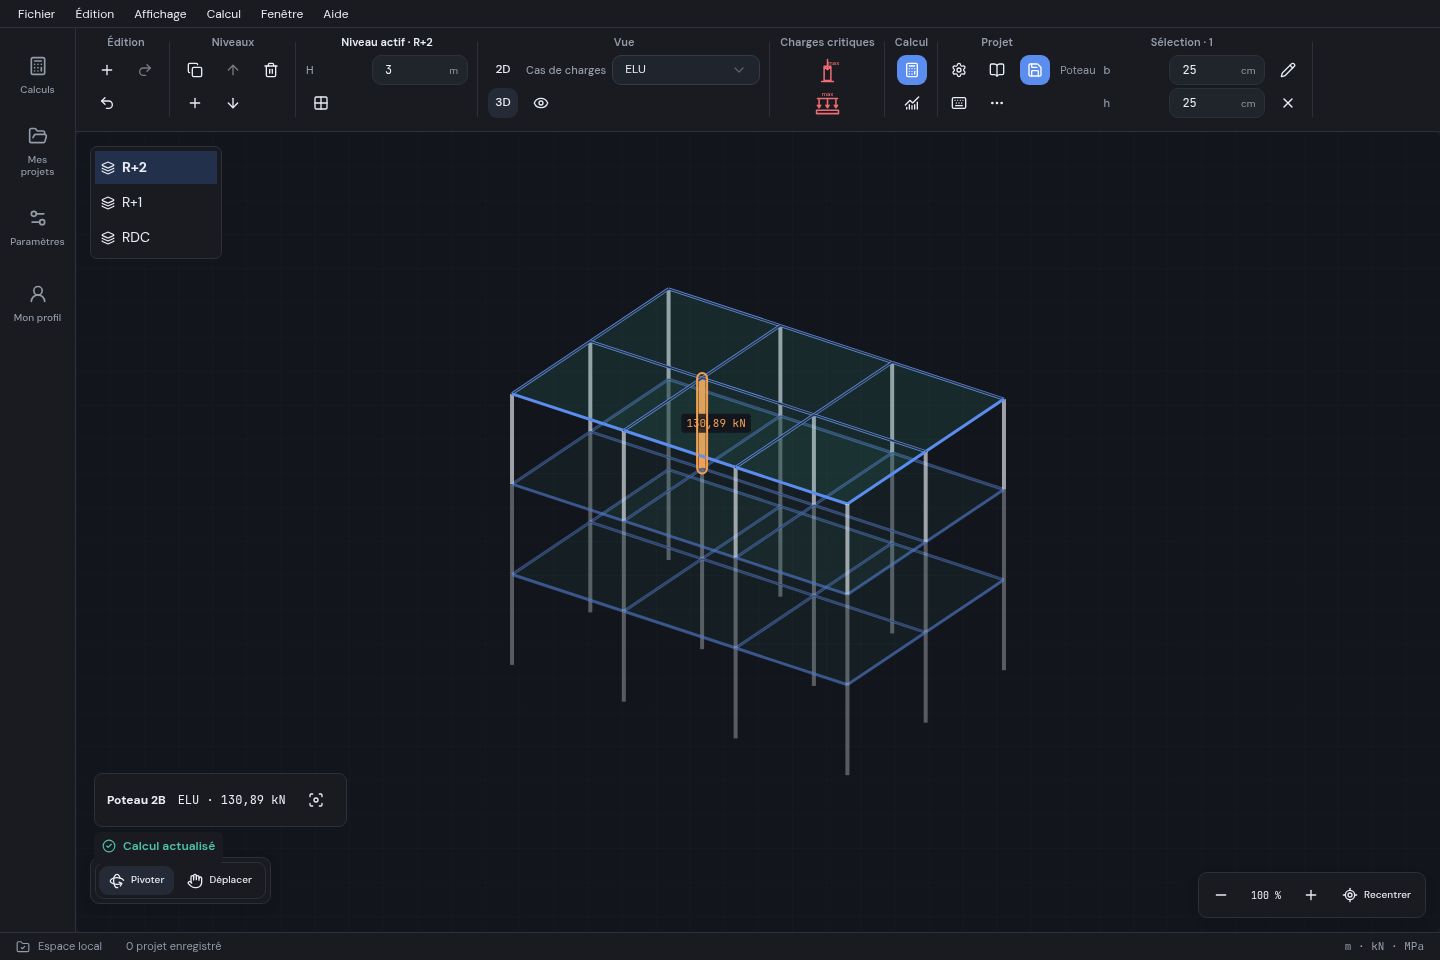 Fichier Édition Affichage Calcul Fenêtre Aide
Édition Niveaux Niveau actif · R+2 Vue Charges critiques Calcul Projet Sélection · 1
H 3 m 2D Cas de charges ELU max Poteau b 25 cm
3D max h 25 cm
Calculs
Mes
projets
Paramètres
Mon profil
R+2
R+1
RDC
130,89 kN
Poteau 2B ELU · 130,89 kN
Calcul actualisé
Pivoter Déplacer
100 % Recentrer
Espace local 0 projet enregistré m · kN · MPa